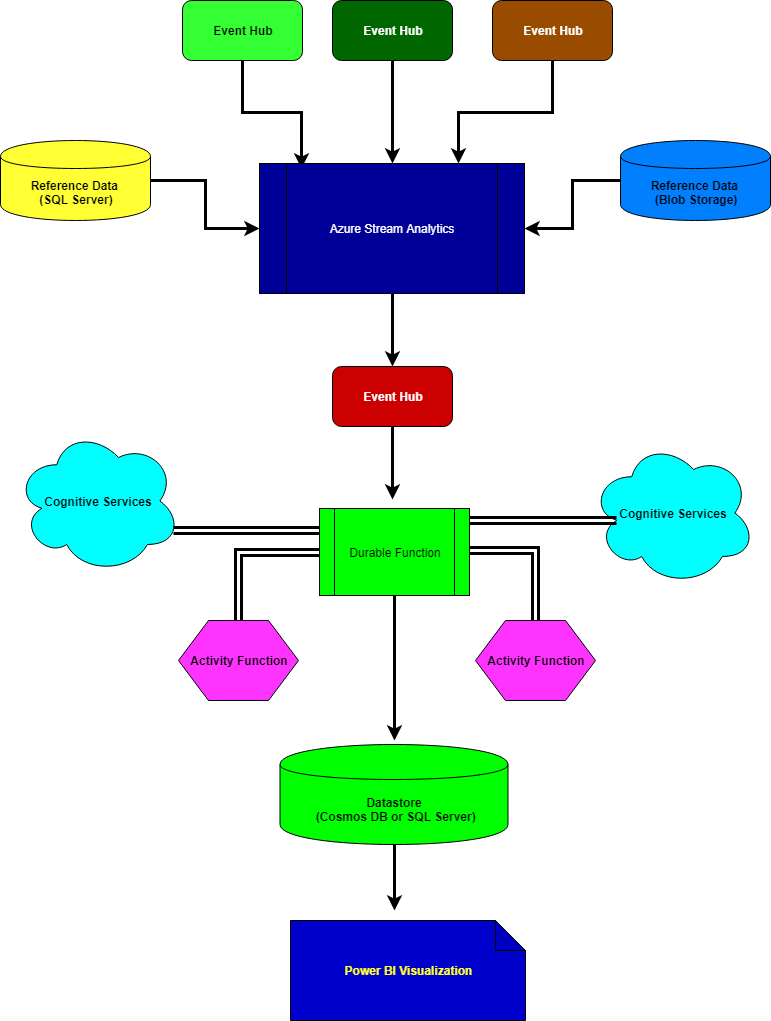 Event Hub
Event Hub
Event Hub
Reference Data
(SQL Server)
Reference Data
(Blob Storage)
Azure Stream Analytics
Event Hub
Cognitive Services
Cognitive Services
Durable Function
Activity Function
Activity Function
Datastore
(Cosmos DB or SQL Server)
Power BI Visualization